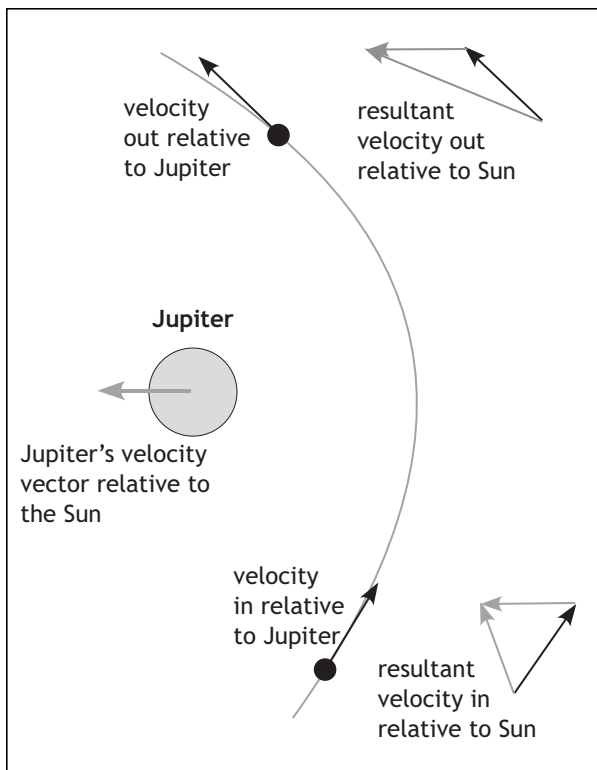 velocity
out relative
to Jupiter
resultant
velocity out
relative to Sun
Jupiter
Jupiter’s velocity
vector relative to
the Sun
velocity
in relative
to Jupiter
resultant
velocity in
relative to Sun